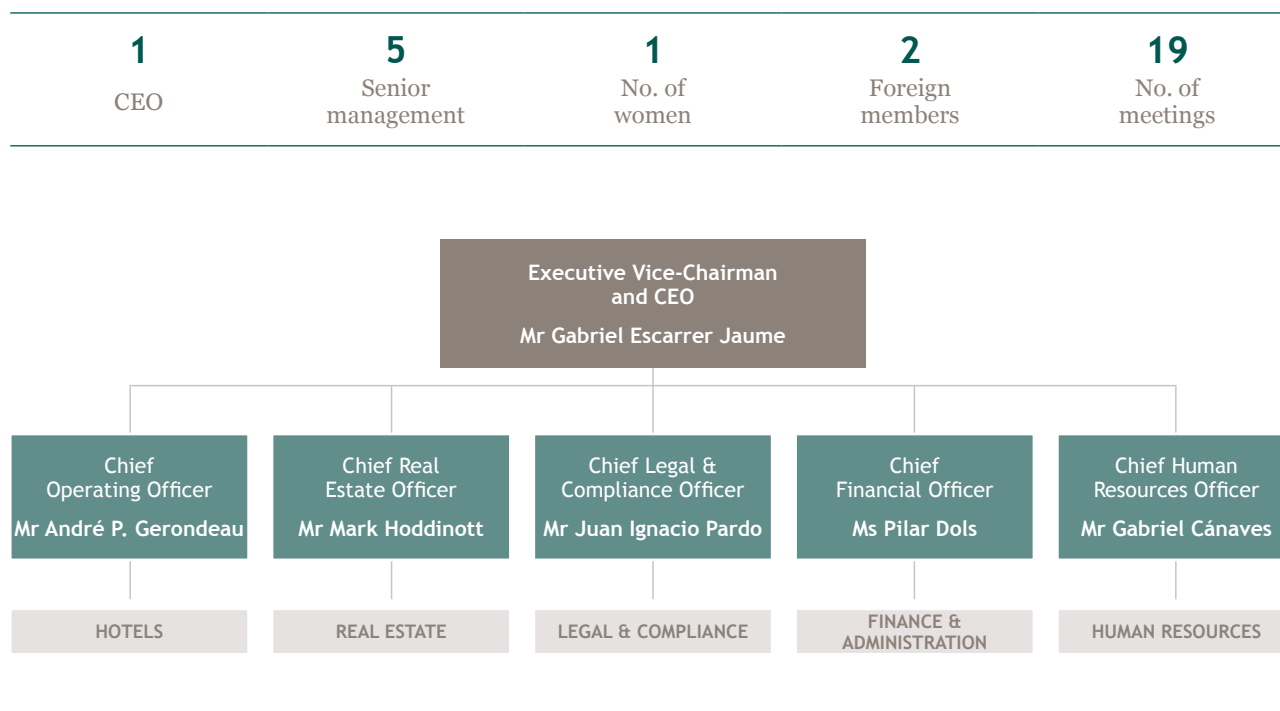 1
CEO
5
Senior
management
1
No. of
women
2
Foreign
members
19
No. of
meetings
Executive Vice-Chairman
and CEO
Mr Gabriel Escarrer Jaume
Chief
Operating Officer
Mr André P. Gerondeau
Chief Real
Estate Officer
Mr Mark Hoddinott
Chief Legal &
Compliance Officer
Mr Juan Ignacio Pardo
Chief
Financial Officer
Ms Pilar Dols
Chief Human
Resources Officer
Mr Gabriel Cánaves
HOTELS
REAL ESTATE
LEGAL & COMPLIANCE
FINANCE &
ADMINISTRATION
HUMAN RESOURCES